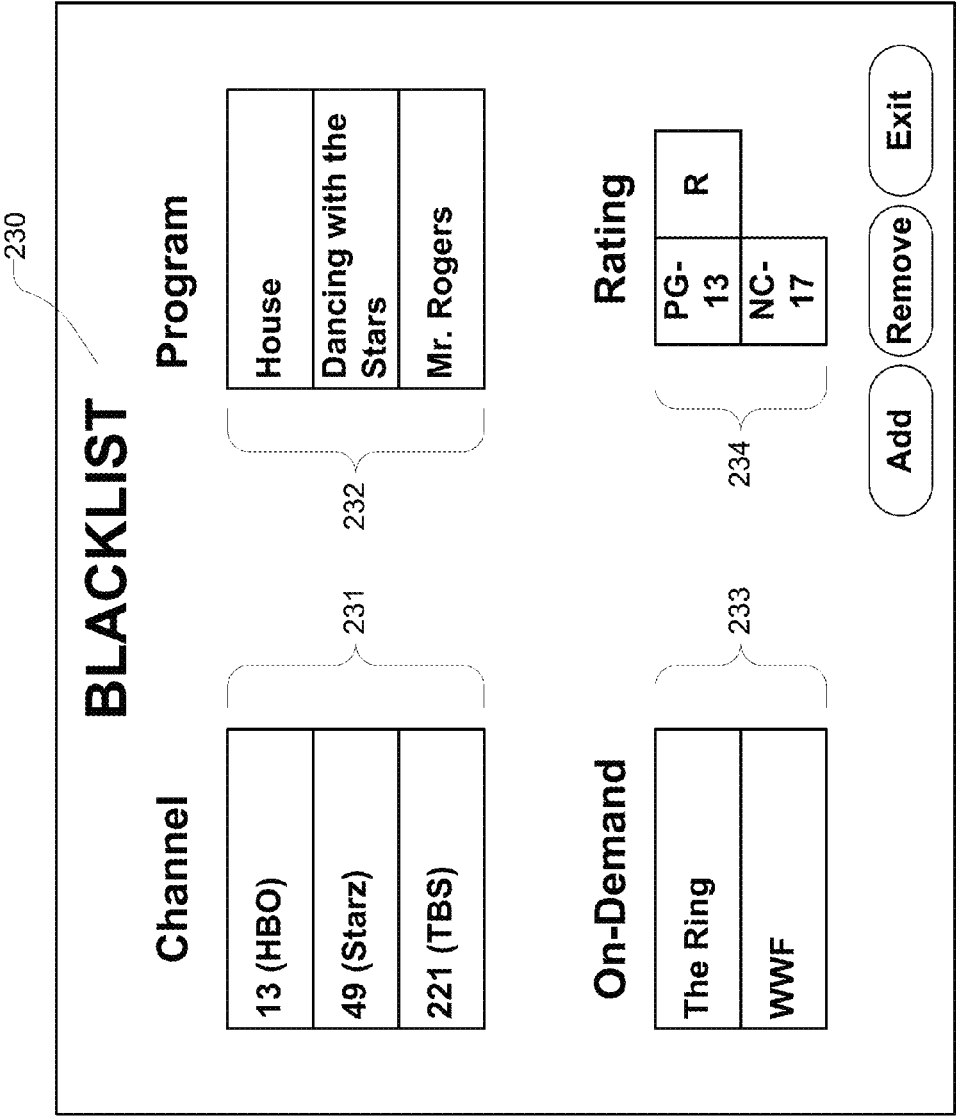 230
BLACKLIST
Channel
13 (HBO)
49 (Starz)
221 (TBS)
231
Program
House
Dancing with the
Stars
Mr. Rogers
232
On-Demand
The Ring
WWF
233
Rating
PG-
13
R
NC-
17
234
Add
Remove
Exit